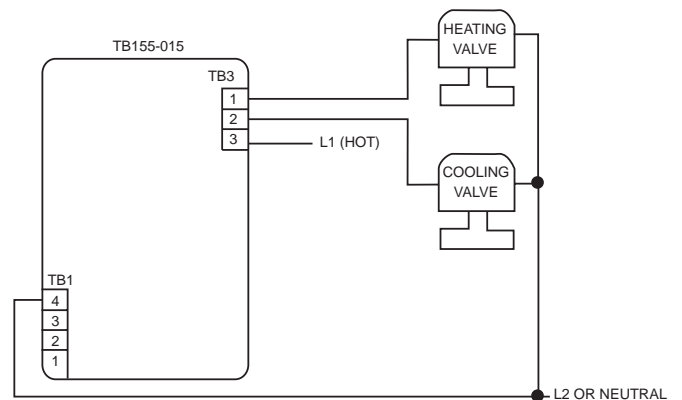 TB155-015
TB3
1
2
3
L1 (HOT)
HEATING
VALVE
COOLING
VALVE
TB1
4
3
2
1
L2 OR NEUTRAL